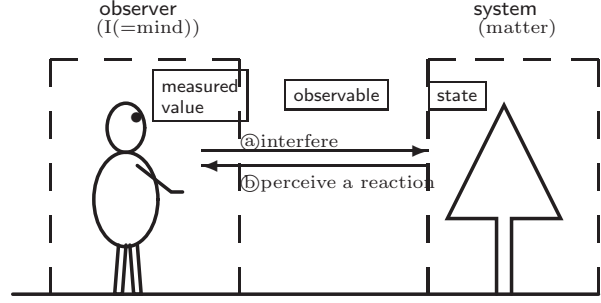 observer
(I(=mind))
system
(matter)
measured
value
observable
state
ⓐinterfere
ⓑperceive a reaction